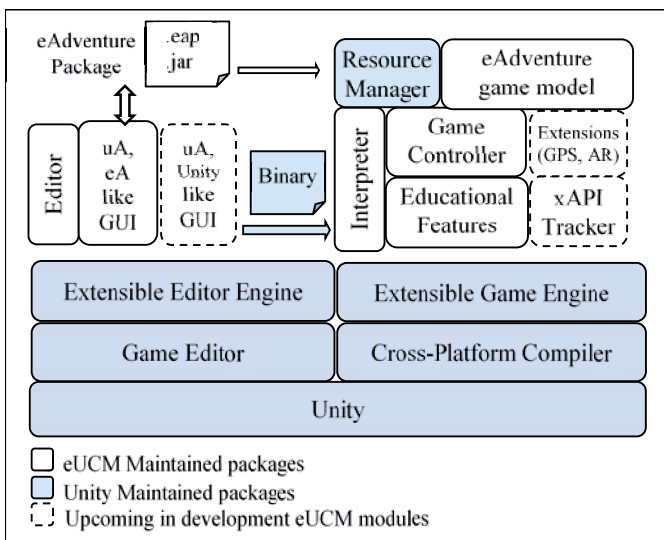 eAdventure
Package
.eap
.jar
Resource
Manager
eAdventure
game model
Editor
uA,
eA
like
GUI
uA,
Unity
like
GUI
Binary
Interpreter
Game
Controller
Extensions
(GPS, AR)
Educational
Features
xAPI
Tracker
Extensible Editor Engine
Extensible Game Engine
Game Editor
Cross-Platform Compiler
Unity
eUCM Maintained packages
Unity Maintained packages
Upcoming in development eUCM modules